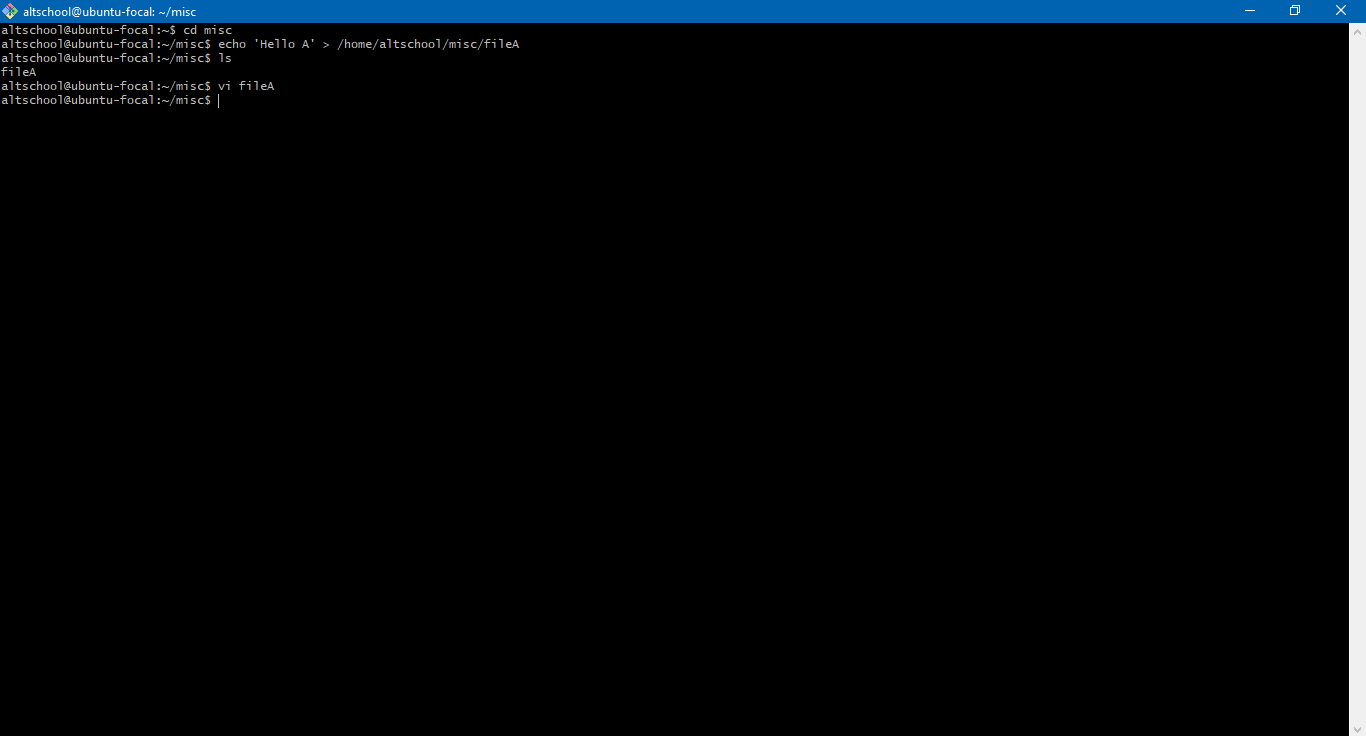 altschool@ubuntu-focal: ~/misc
altschool@ubuntu-focal:~$ cd misc
altschool@ubuntu-focal:~/misc$ echo 'Hello A' > /home/altschool/misc/fileA
altschool@ubuntu-focal:~/misc$ ls
fileA
altschool@ubuntu-focal:~/misc$ vi fileA
altschool@ubuntu-focal:~/misc$